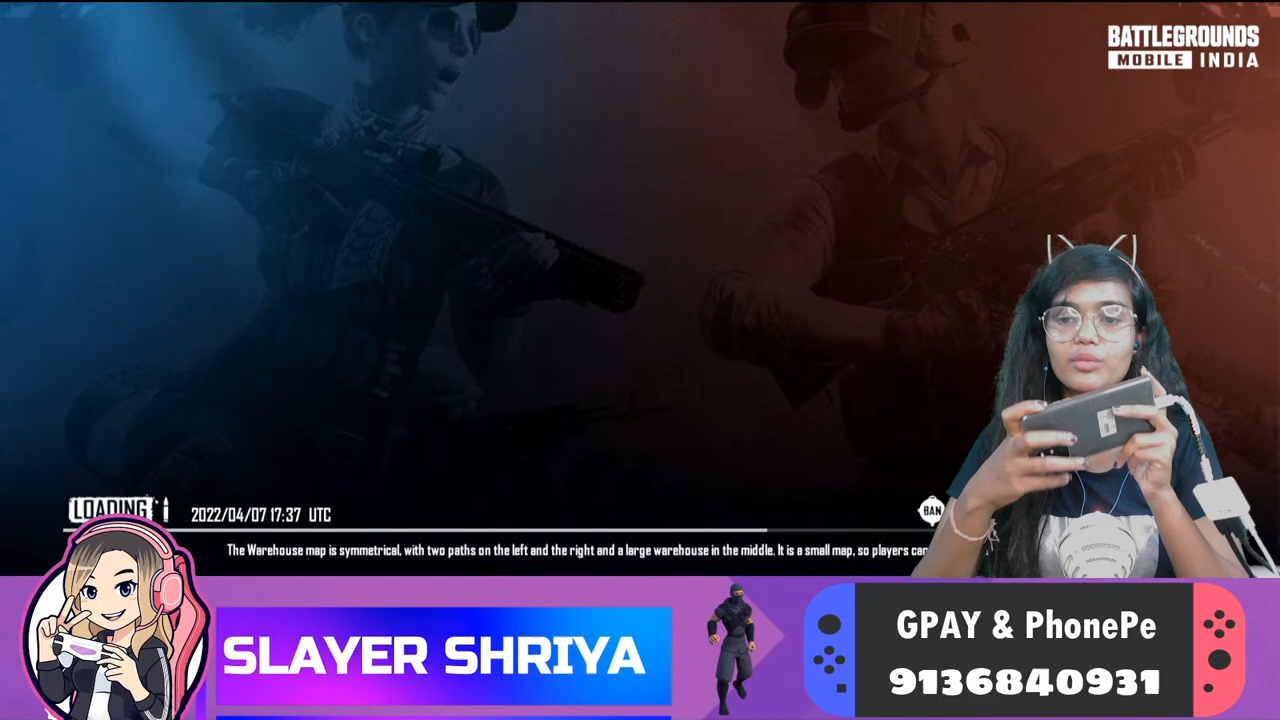 BATTLEGROUNDS
MOBILE INDIA
LOADING
2022/04/07 17:37 UTC
BAN
The Warehouse map is symmetrical, with two paths on the left and the right and a large warehouse in the middle. It is a small map, so players can
SLAYER SHRIYA
GPAY & PhonePe
9136840931